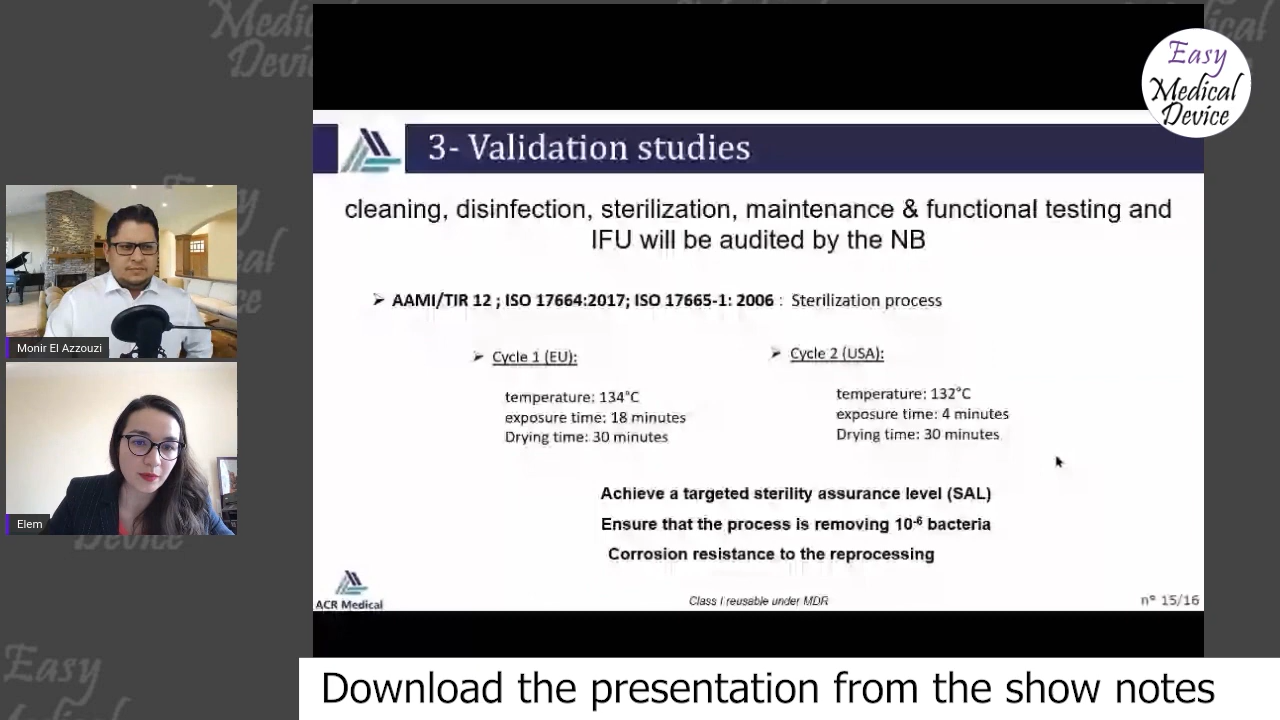 Easy
Medical
Device
3- Validation studies
cleaning, disinfection, sterilization, maintenance & functional testing and
IFU will be audited by the NB
➢ AAMI/TIR 12 ; ISO 17664:2017; ISO 17665-1: 2006 : Sterilization process
➢ Cycle 1 (EU):
temperature: 134°C
exposure time: 18 minutes
Drying time: 30 minutes
➢ Cycle 2 (USA):
temperature: 132°C
exposure time: 4 minutes
Drying time: 30 minutes
Achieve a targeted sterility assurance level (SAL)
Ensure that the process is removing 10⁻⁶ bacteria
Corrosion resistance to the reprocessing
ACR Medical
Class I reusable under MDR
n° 15/16
Monir El Azzouzi
Elem
Easy
Medical
Device
Download the presentation from the show notes